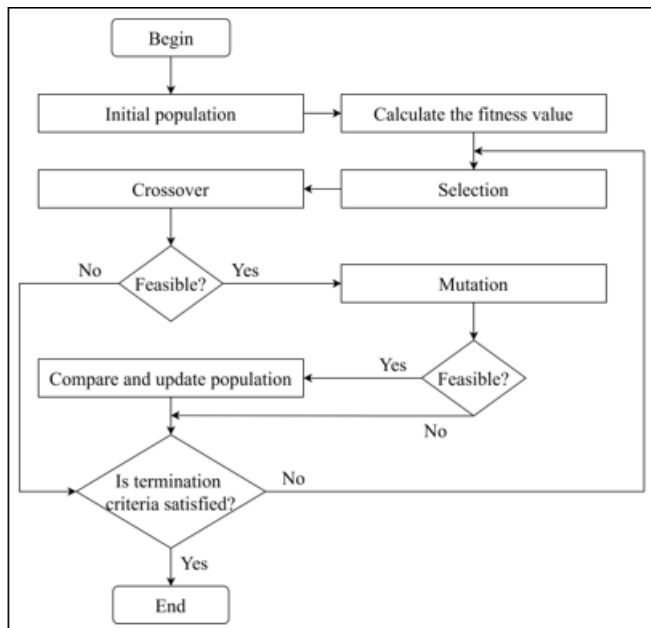 Begin
Initial population
Calculate the fitness value
Crossover
Selection
No
Feasible?
Yes
Mutation
Compare and update population
Yes
Feasible?
No
Is termination
criteria satisfied?
No
Yes
End